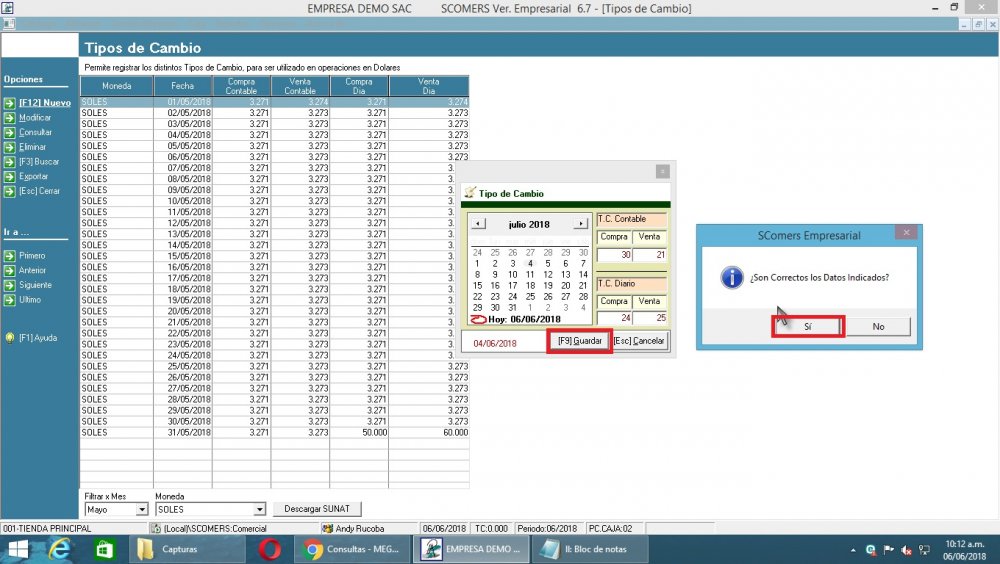 EMPRESA DEMO SAC SCOMERS Ver. Empresarial 6.7 - [Tipos de Cambio]
Tipos de Cambio
Permite registrar los distintos Tipos de Cambio, para ser utilizado en operaciones en Dolares
Opciones
[F12] Nuevo
Modificar
Consultar
Eliminar
[F3] Buscar
Exportar
[Esc] Cerrar
Ir a ...
Primero
Anterior
Siguiente
Ultimo
[F1] Ayuda
Moneda Fecha Compra Contable Venta Contable Compra Dia Venta Dia
SOLES 01/05/2018 3.271 3.274 3.271 3.274
SOLES 02/05/2018 3.271 3.273 3.271 3.273
SOLES 03/05/2018 3.271 3.273 3.271 3.273
SOLES 04/05/2018 3.271 3.273 3.271 3.273
SOLES 05/05/2018 3.271 3.273 3.271 3.273
SOLES 06/05/2018 3.271 3.273 3.271 3.273
SOLES 07/05/2018 3.271 3.273 3.271 3.
SOLES 08/05/2018 3.271 3.273 3.271 3.
SOLES 09/05/2018 3.271 3.273 3.271 3.
SOLES 10/05/2018 3.271 3.273 3.271 3.
SOLES 11/05/2018 3.271 3.273 3.271 3.
SOLES 12/05/2018 3.271 3.273 3.271 3.
SOLES 13/05/2018 3.271 3.273 3.271 3.
SOLES 14/05/2018 3.271 3.273 3.271 3.
SOLES 15/05/2018 3.271 3.273 3.271 3.
SOLES 16/05/2018 3.271 3.273 3.271 3.
SOLES 17/05/2018 3.271 3.273 3.271 3.
SOLES 18/05/2018 3.271 3.273 3.271 3.
SOLES 19/05/2018 3.271 3.273 3.271 3.
SOLES 20/05/2018 3.271 3.273 3.271 3.
SOLES 21/05/2018 3.271 3.273 3.271 3.
SOLES 22/05/2018 3.271 3.273 3.271 3.
SOLES 23/05/2018 3.271 3.273 3.271 3.
SOLES 24/05/2018 3.271 3.273 3.271 3.
SOLES 25/05/2018 3.271 3.273 3.271 3.273
SOLES 26/05/2018 3.271 3.273 3.271 3.273
SOLES 27/05/2018 3.271 3.273 3.271 3.273
SOLES 28/05/2018 3.271 3.273 3.271 3.273
SOLES 29/05/2018 3.271 3.273 3.271 3.273
SOLES 30/05/2018 3.271 3.273 3.271 3.273
SOLES 31/05/2018 3.271 3.273 50.000 60.000
Tipo de Cambio
julio 2018
24 25 26 27 28 29 30
1 2 3 4 5 6 7
8 9 10 11 12 13 14
15 16 17 18 19 20 21
22 23 24 25 26 27 28
29 30 31 1 2 3 4
Hoy: 06/06/2018
T.C. Contable
Compra Venta
30 21
T.C. Diario
Compra Venta
24 25
04/06/2018 [F9] Guardar [Esc] Cancelar
SComers Empresarial
¿Son Correctos los Datos Indicados?
Sí No
Filtrar x Mes Moneda
Mayo SOLES Descargar SUNAT
001-TIENDA PRINCIPAL (Local)\SCOMERS:Comercial Andy Rucoba 06/06/2018 TC:0.000 Periodo:06/2018 PC.CAJA:02
Capturas Consultas - MEG... EMPRESA DEMO ... II: Bloc de notas 10:12 a.m.
06/06/2018